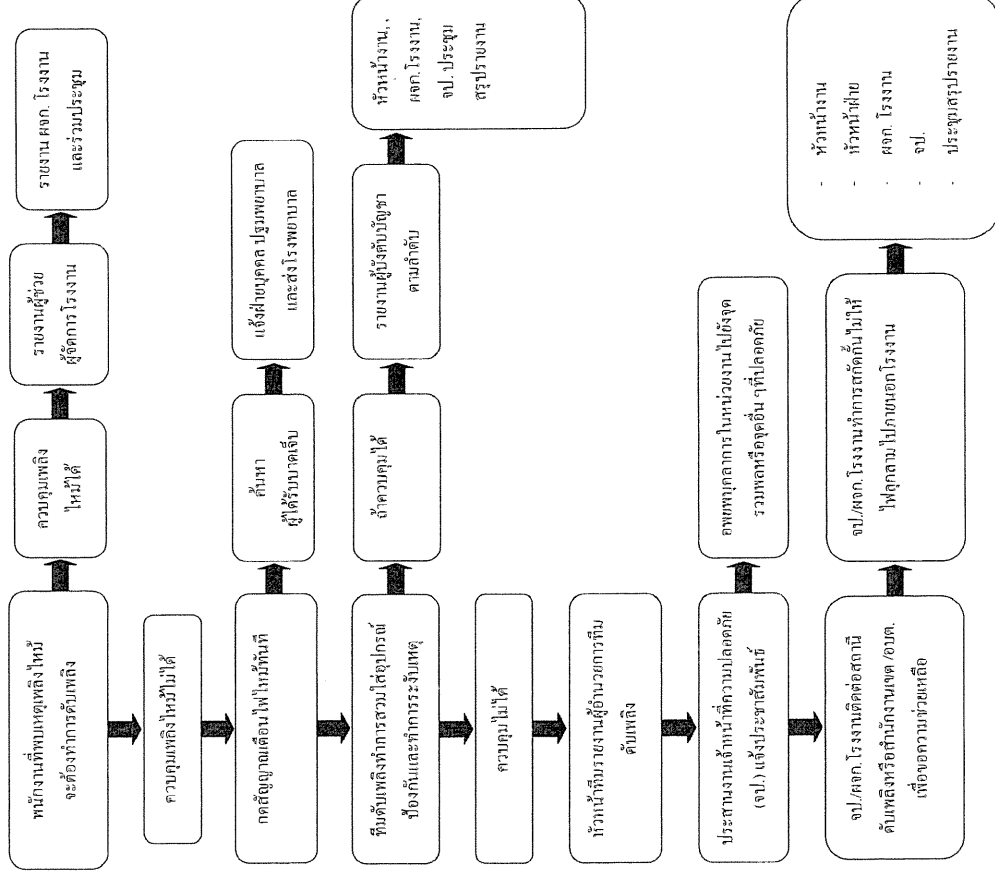 พนักงานที่พบเหตุเพลิงไหม้
จะต้องทำการดับเพลิง
ควบคุมเพลิง
ไหม้ได้
รายงานผู้ช่วย
ผู้จัดการโรงงาน
รายงาน ผจก. โรงงาน
และร่วมประชุม
ควบคุมเพลิงไหม้ไม่ได้
กดสัญญาณเตือนไฟไหม้ทันที
ค้นหา
ผู้ได้รับบาดเจ็บ
แจ้งฝ่ายบุคคล ปฐมพยาบาล
และส่งโรงพยาบาล
ทีมดับเพลิงทำการสวมใส่อุปกรณ์
ป้องกันและทำการระงับเหตุ
ถ้าควบคุมได้
รายงานผู้บังคับบัญชา
ตามลำดับ
หัวหน้างาน, ,
ผจก.โรงงาน,
จป. ประชุม
สรุปรายงาน
ควบคุมไม่ได้
หัวหน้าทีมรายงานผู้อำนวยการทีม
ดับเพลิง
ประสานงานเจ้าหน้าที่ความปลอดภัย
(จป.) แจ้งประชาสัมพันธ์
อพยพบุคลาการในหน่วยงานไปยังจุด
รวมพลหรือจุดอื่น ๆ ที่ปลอดภัย
จป./ผจก.โรงงานติดต่อสถานี
ดับเพลิงหรือสำนักงานเขต /อบต.
เพื่อขอความช่วยเหลือ
จป./ผจก.โรงงานทำการสกัดกั้นไม่ให้
ไฟลุกลามไปภายนอกโรงงาน
- หัวหน้างาน
- หัวหน้าฝ่าย
- ผจก. โรงงาน
- จป.
- ประชุมสรุปรายงาน